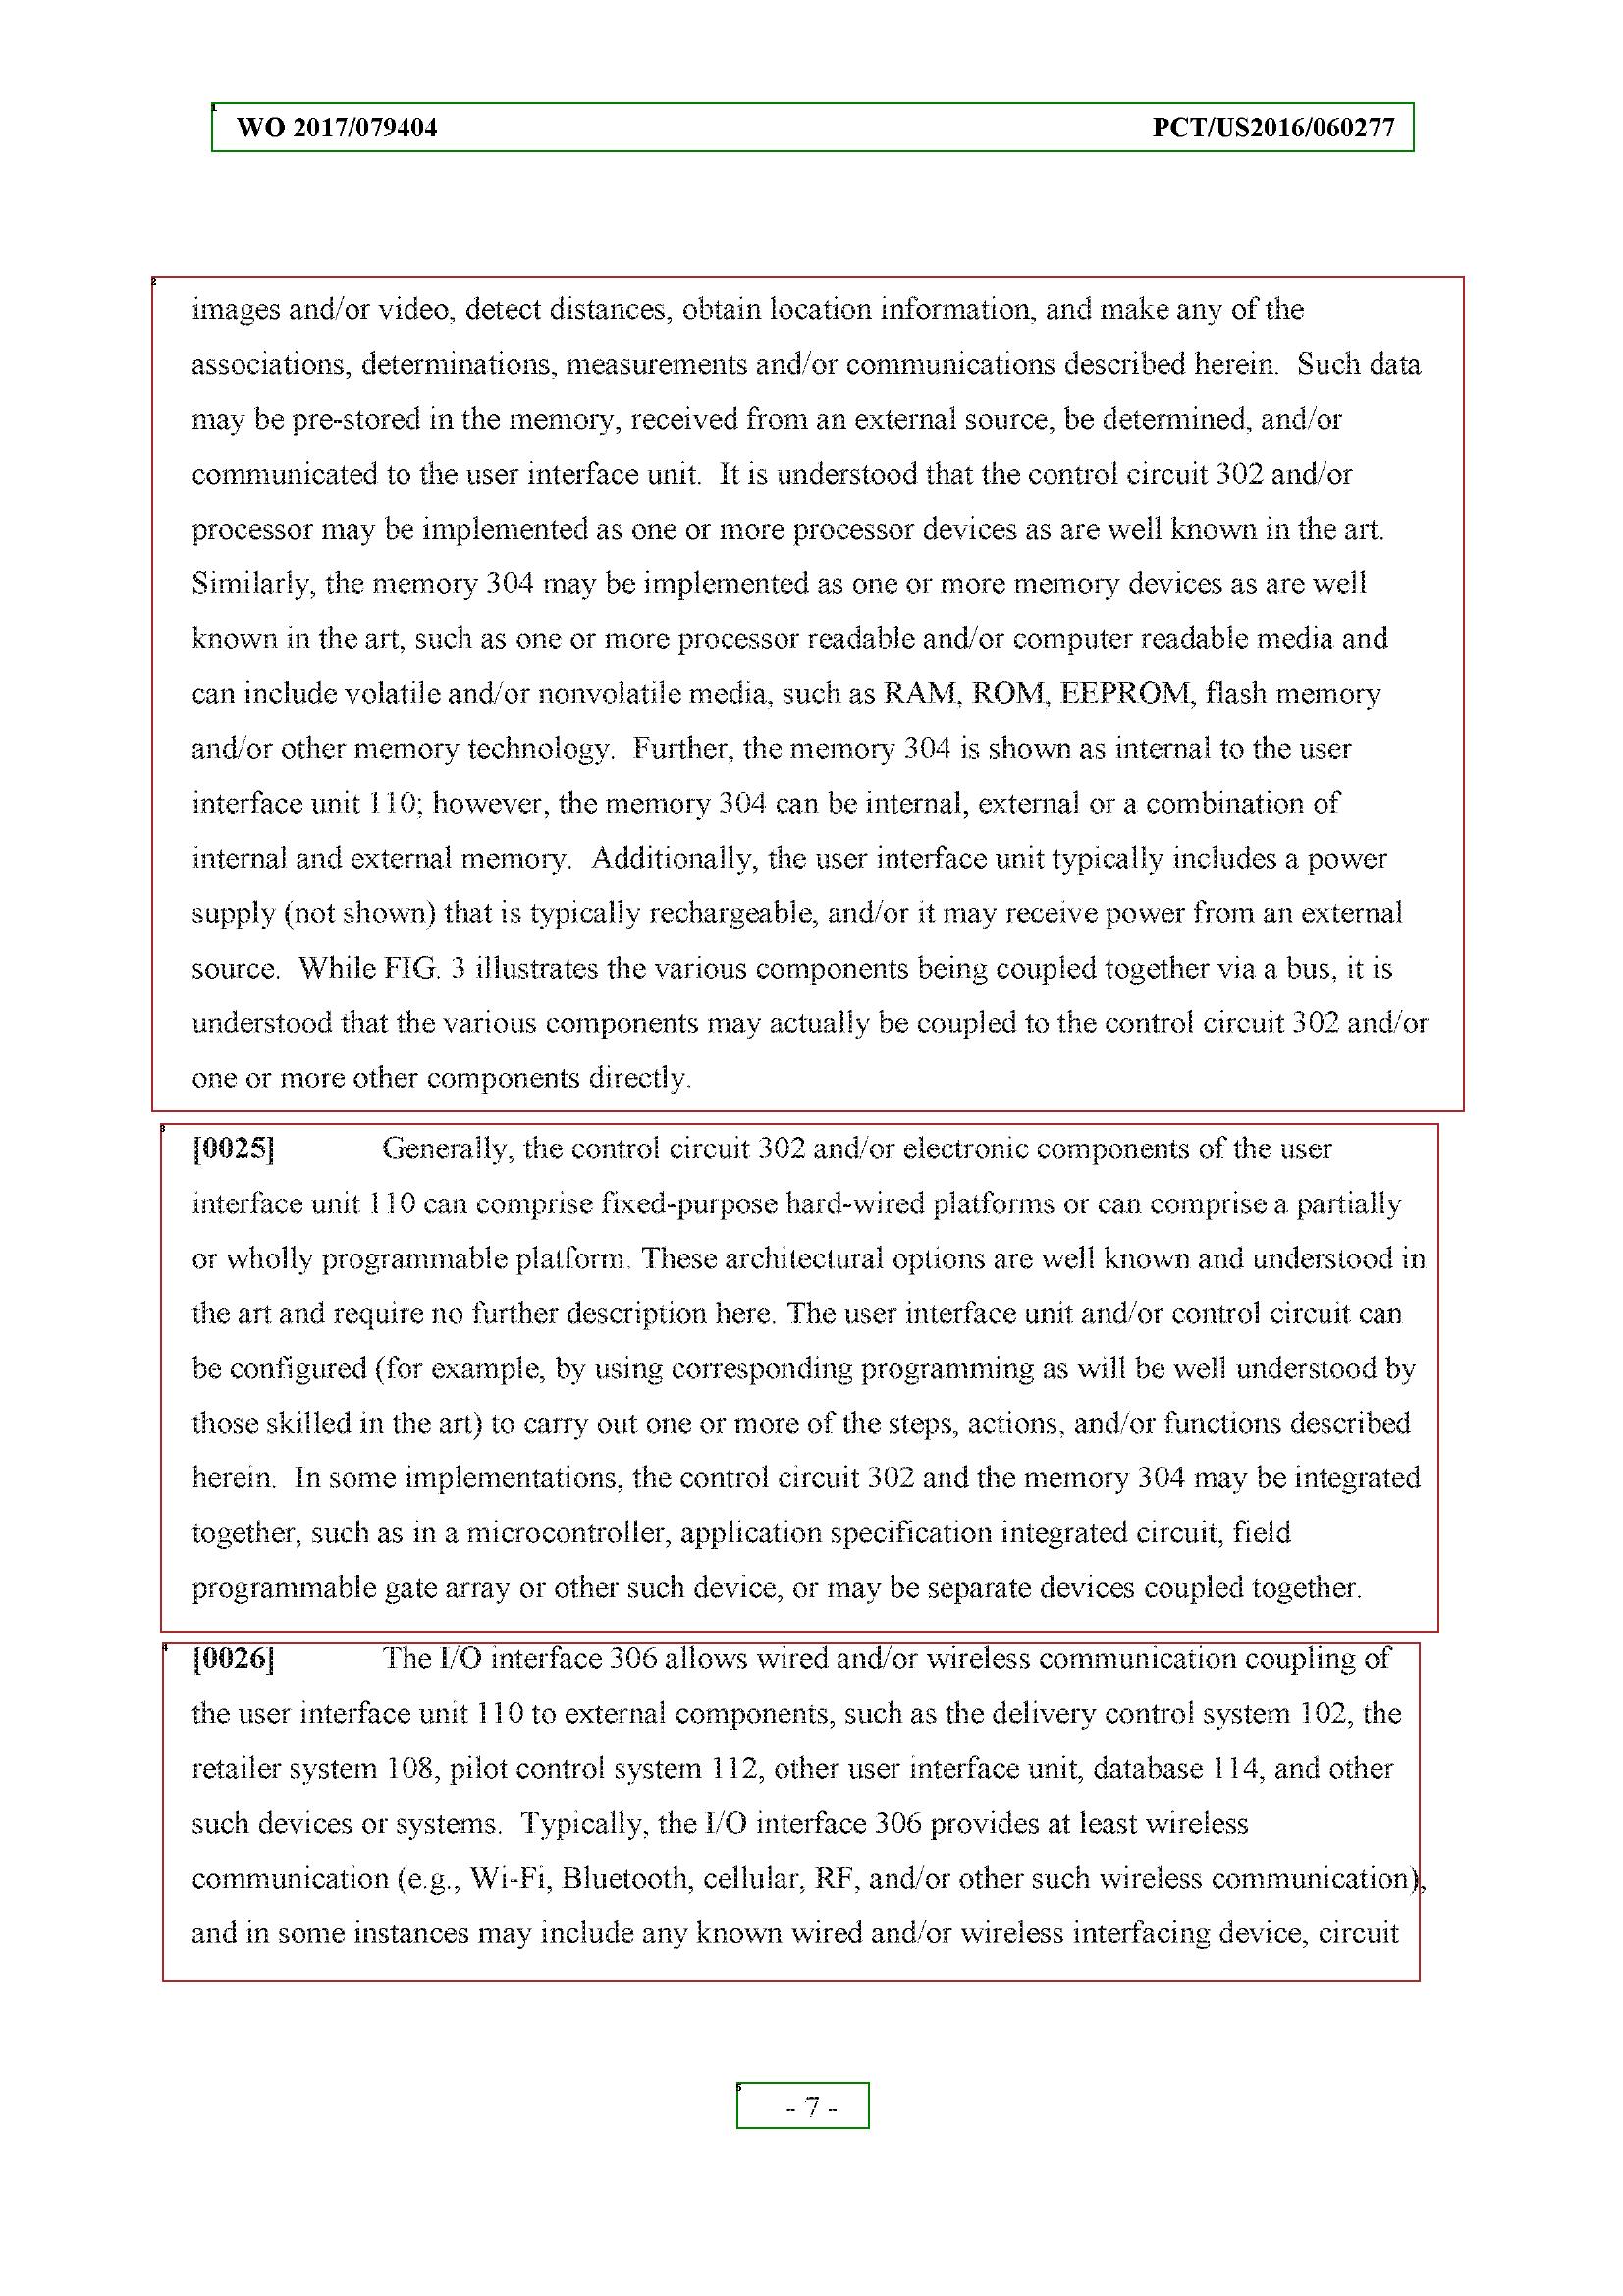 WO 2017/079404 PCT/US2016/060277
images and/or video, detect distances, obtain location information, and make any of the
associations, determinations, measurements and/or communications described herein.  Such data
may be pre-stored in the memory, received from an external source, be determined, and/or
communicated to the user interface unit.  It is understood that the control circuit 302 and/or
processor may be implemented as one or more processor devices as are well known in the art.
Similarly, the memory 304 may be implemented as one or more memory devices as are well
known in the art, such as one or more processor readable and/or computer readable media and
can include volatile and/or nonvolatile media, such as RAM, ROM, EEPROM, flash memory
and/or other memory technology.  Further, the memory 304 is shown as internal to the user
interface unit 110; however, the memory 304 can be internal, external or a combination of
internal and external memory.  Additionally, the user interface unit typically includes a power
supply (not shown) that is typically rechargeable, and/or it may receive power from an external
source.  While FIG. 3 illustrates the various components being coupled together via a bus, it is
understood that the various components may actually be coupled to the control circuit 302 and/or
one or more other components directly.
[0025] Generally, the control circuit 302 and/or electronic components of the user
interface unit 110 can comprise fixed-purpose hard-wired platforms or can comprise a partially
or wholly programmable platform. These architectural options are well known and understood in
the art and require no further description here. The user interface unit and/or control circuit can
be configured (for example, by using corresponding programming as will be well understood by
those skilled in the art) to carry out one or more of the steps, actions, and/or functions described
herein.  In some implementations, the control circuit 302 and the memory 304 may be integrated
together, such as in a microcontroller, application specification integrated circuit, field
programmable gate array or other such device, or may be separate devices coupled together.
[0026] The I/O interface 306 allows wired and/or wireless communication coupling of
the user interface unit 110 to external components, such as the delivery control system 102, the
retailer system 108, pilot control system 112, other user interface unit, database 114, and other
such devices or systems.  Typically, the I/O interface 306 provides at least wireless
communication (e.g., Wi-Fi, Bluetooth, cellular, RF, and/or other such wireless communication),
and in some instances may include any known wired and/or wireless interfacing device, circuit
- 7 -